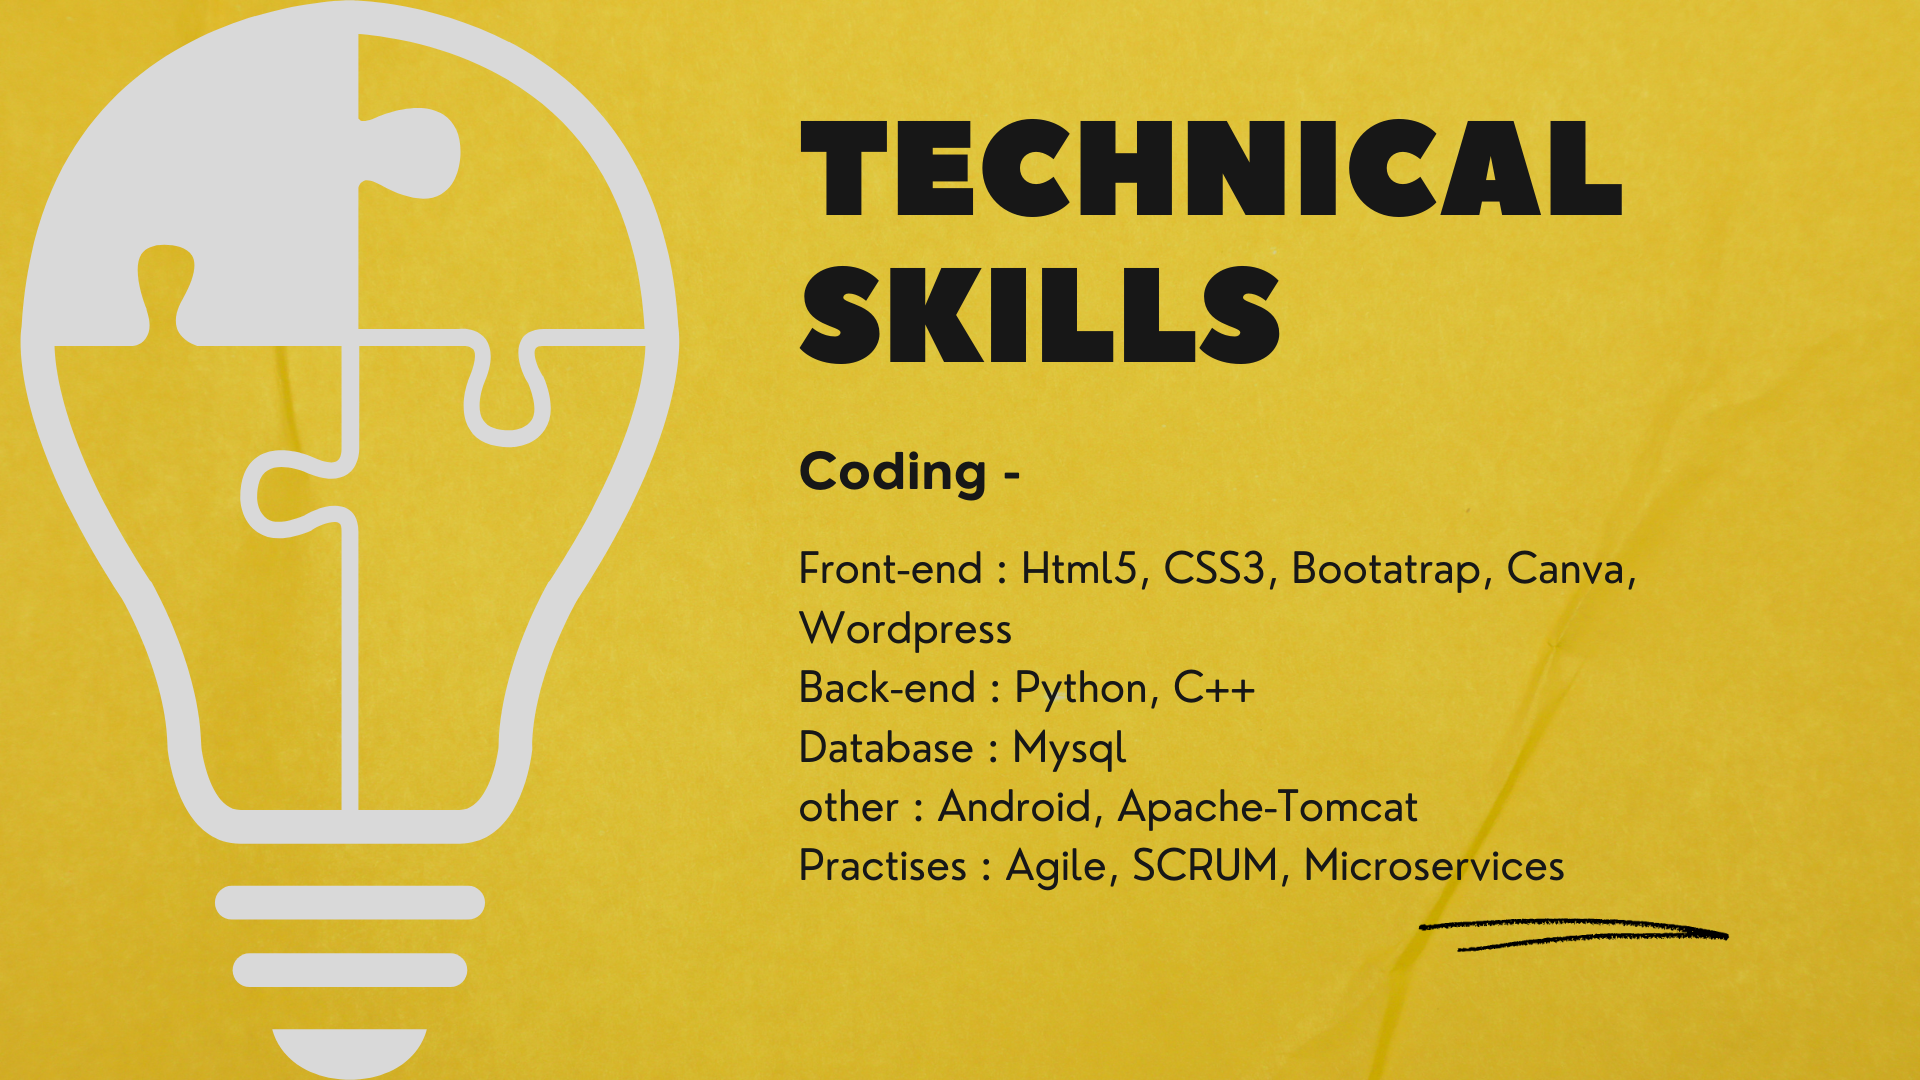 TECHNICAL
SKILLS
Coding -
Front-end : Html5, CSS3, Bootatrap, Canva,
Wordpress
Back-end : Python, C++
Database : Mysql
other : Android, Apache-Tomcat
Practises : Agile, SCRUM, Microservices